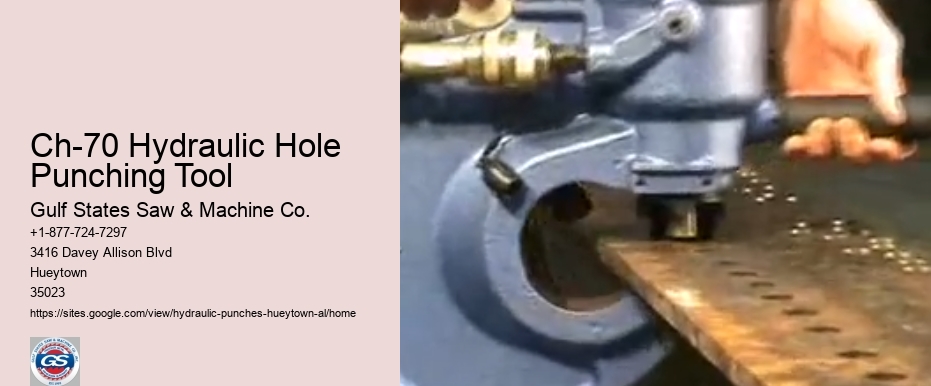 Ch-70 Hydraulic Hole
Punching Tool
Gulf States Saw & Machine Co.
+1-877-724-7297
3416 Davey Allison Blvd
Hueytown
35023
https://sites.google.com/view/hydraulic-punches-hueytown-al/home
GS